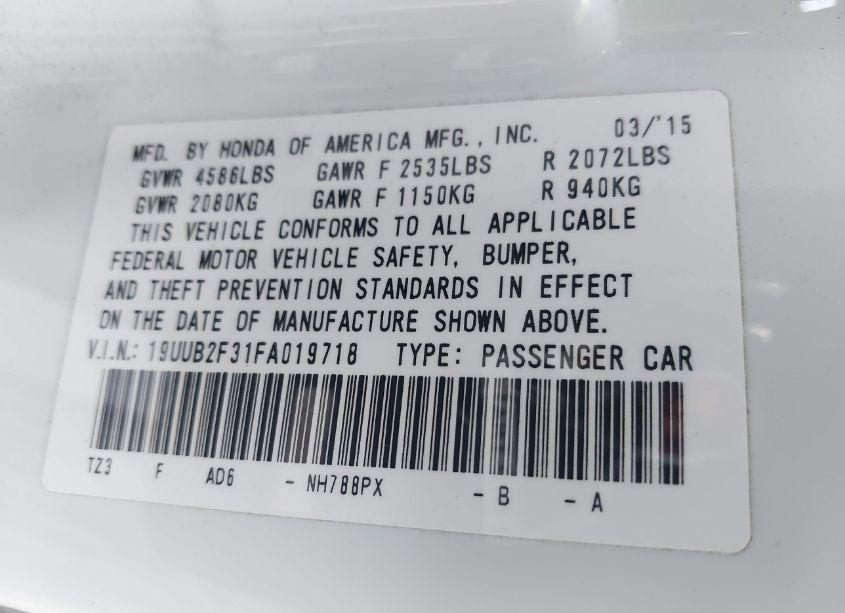 MFD. BY HONDA OF AMERICA MFG., INC. 03/'15
GVWR 4586LBS GAWR F 2535LBS R 2072LBS
GVWR 2080KG GAWR F 1150KG R 940KG
THIS VEHICLE CONFORMS TO ALL APPLICABLE
FEDERAL MOTOR VEHICLE SAFETY, BUMPER,
AND THEFT PREVENTION STANDARDS IN EFFECT
ON THE DATE OF MANUFACTURE SHOWN ABOVE.
V.I.N.: 19UUB2F31FA019718 TYPE: PASSENGER CAR
TZ3 F AD6 - NH788PX - B - A